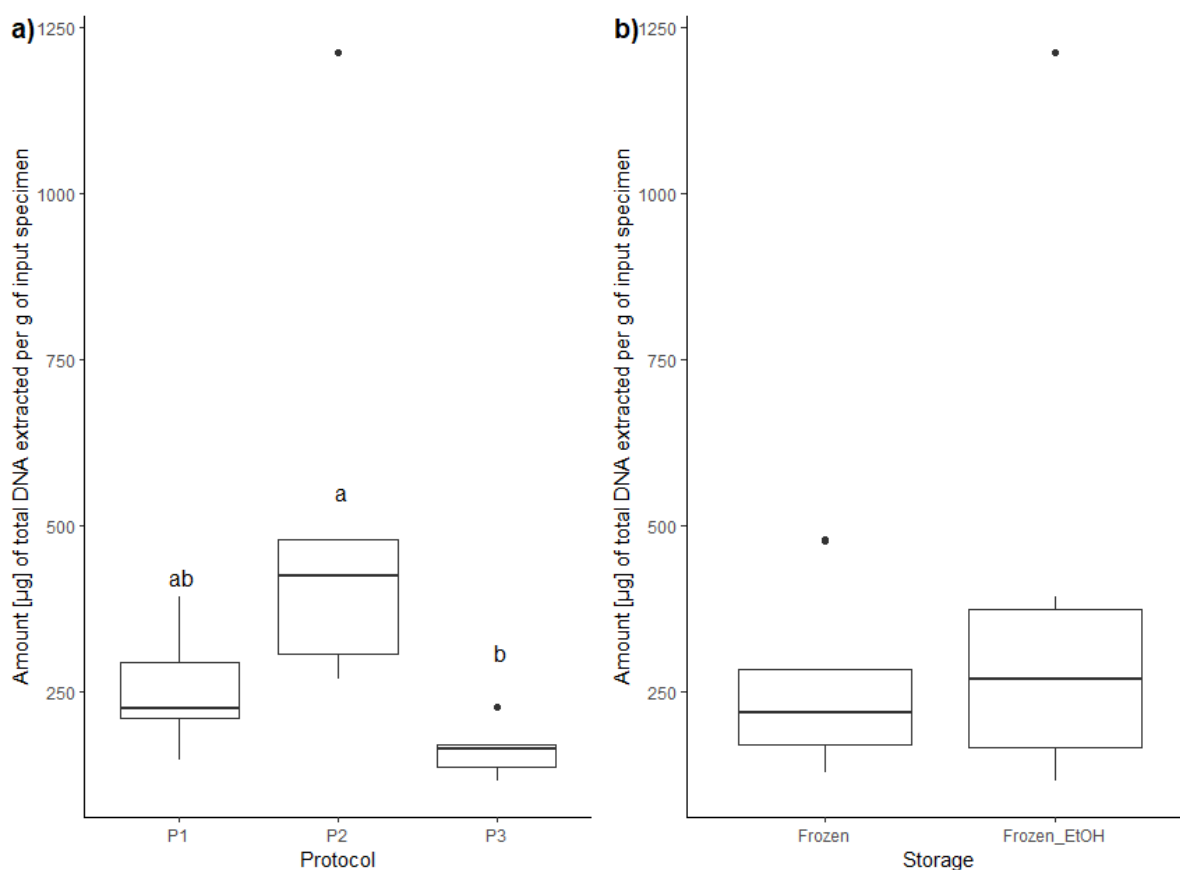 a)
Amount [µg] of total DNA extracted per g of input specimen
1250
1000
750
500
250
ab
a
b
P1 P2 P3
Protocol
b)
Amount [µg] of total DNA extracted per g of input specimen
1250
1000
750
500
250
Frozen Frozen_EtOH
Storage